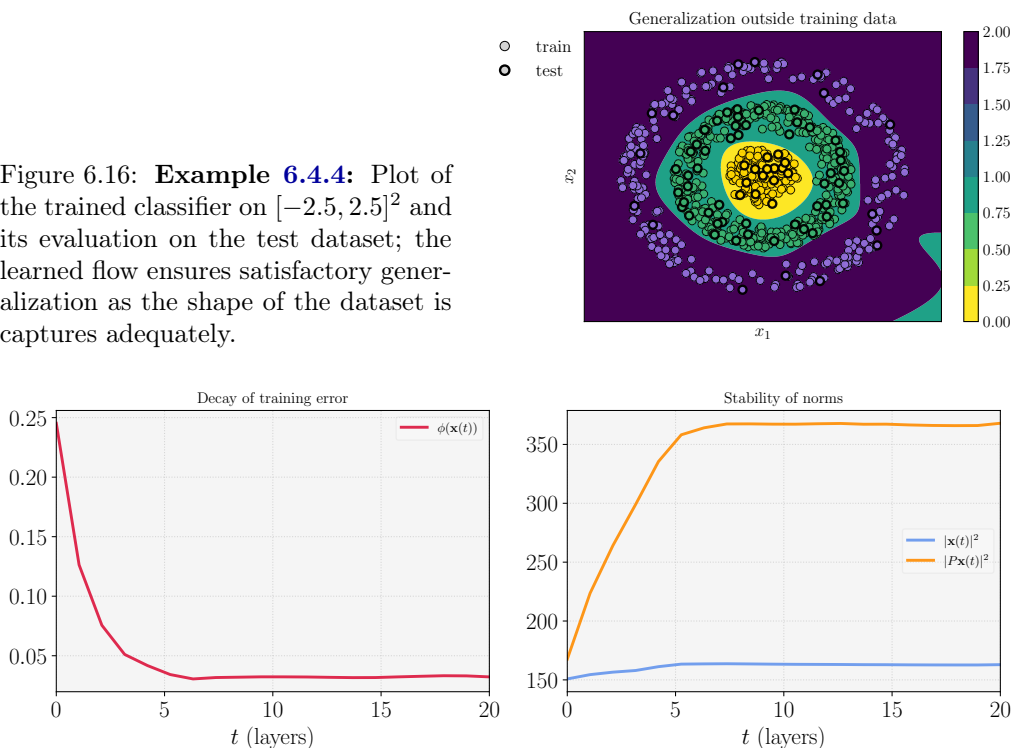 Generalization outside training data
train
test
2.00
1.75
1.50
1.25
1.00
0.75
0.50
0.25
0.00
x_2
x_1
Figure 6.16: Example 6.4.4: Plot of
the trained classifier on [−2.5, 2.5]^2 and
its evaluation on the test dataset; the
learned flow ensures satisfactory gener-
alization as the shape of the dataset is
captures adequately.
Decay of training error
0.25
0.20
0.15
0.10
0.05
ϕ(x(t))
0 5 10 15 20
t (layers)
Stability of norms
350
300
250
200
150
|x(t)|^2
|Px(t)|^2
0 5 10 15 20
t (layers)